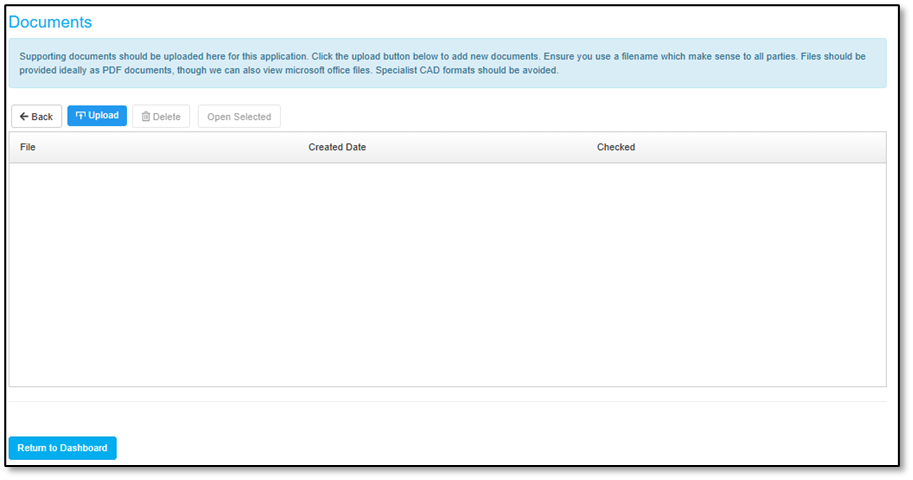 Documents
Supporting documents should be uploaded here for this application. Click the upload button below to add new documents. Ensure you use a filename which make sense to all parties. Files should be
provided ideally as PDF documents, though we can also view microsoft office files. Specialist CAD formats should be avoided.
Back Upload Delete Open Selected
File Created Date Checked
Return to Dashboard